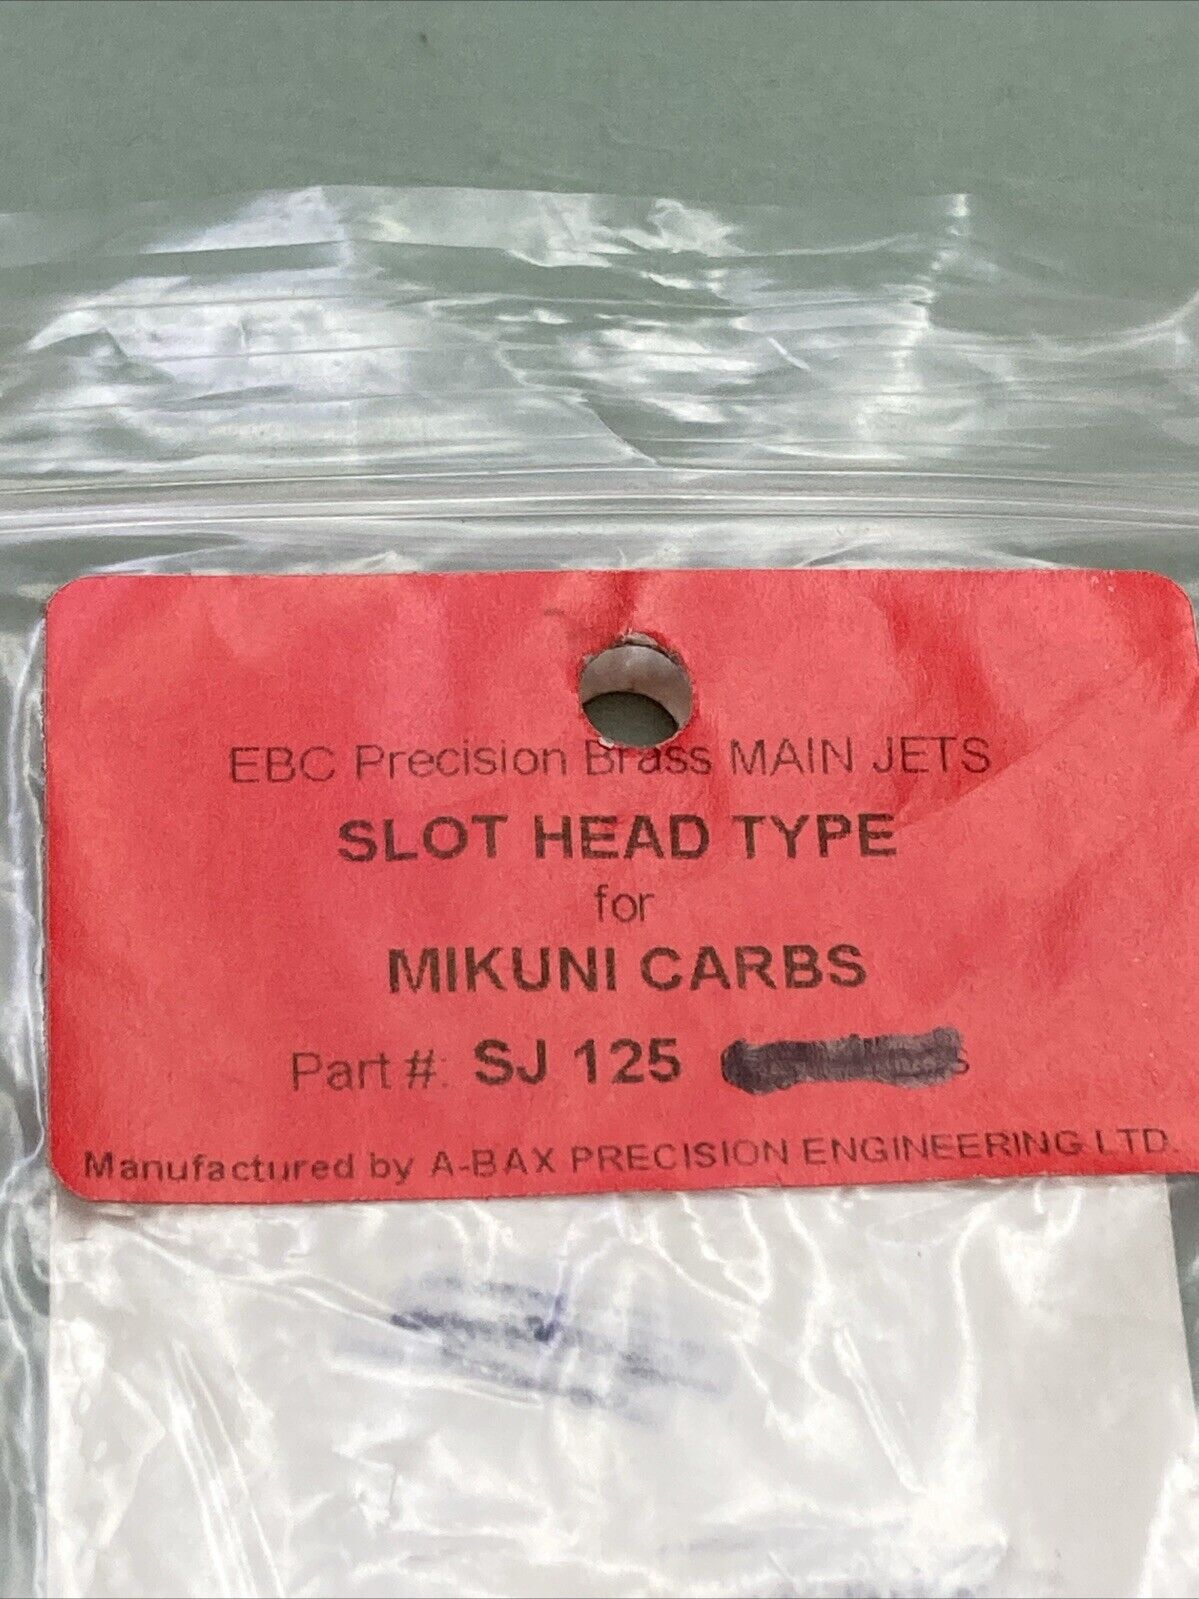 EBC Precision Brass MAIN JETS
SLOT HEAD TYPE
for
MIKUNI CARBS
Part #: SJ 125
Manufactured by A-BAX PRECISION ENGINEERING LTD.